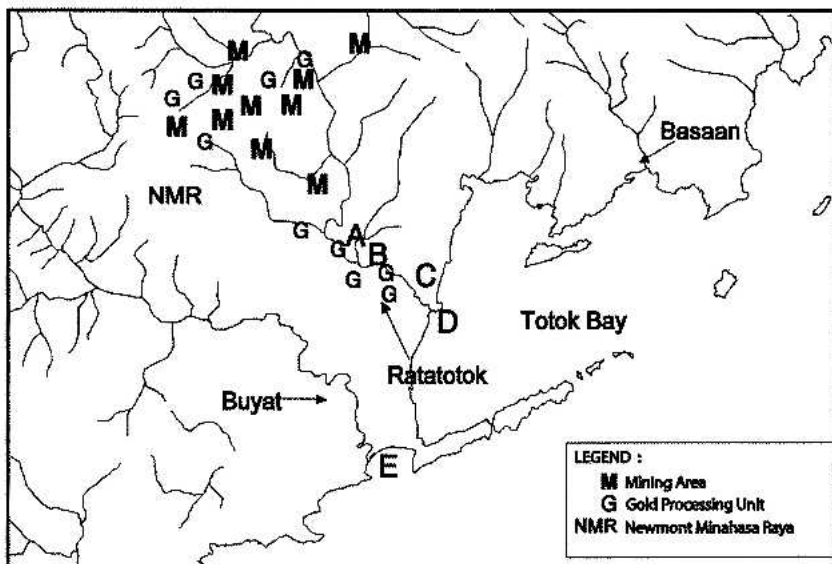 M
M
G
G
G
M
M
G
M
M
M
M
Basaan
G
M
M
NMR
G
A
G
B
G
G
C
G
D
Totok Bay
Ratatotok
Buyat
E
LEGEND :
M Mining Area
G Gold Processing Unit
NMR Newmont Minahasa Raya